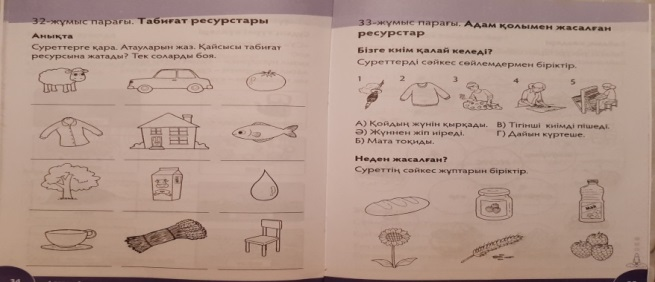 32-жұмыс парағы. Табиғат ресурстары
Анықта
Суреттерге қара. Атауларын жаз. Қайсысы табиғат
ресурсына жатады? Тек соларды боя.
33-жұмыс парағы. Адам қолымен жасалған
ресурстар
Бізге киім қалай келеді?
Суреттерді сәйкес сөйлемдермен біріктір.
1 2 3 4 5
А) Қойдың жүнін қырқады. В) Тігінші киімді пішеді.
Ә) Жүннен жіп иіреді. Г) Дайын күртеше.
Б) Мата тоқиды.
Неден жасалған?
Суреттің сәйкес жұптарын біріктір.